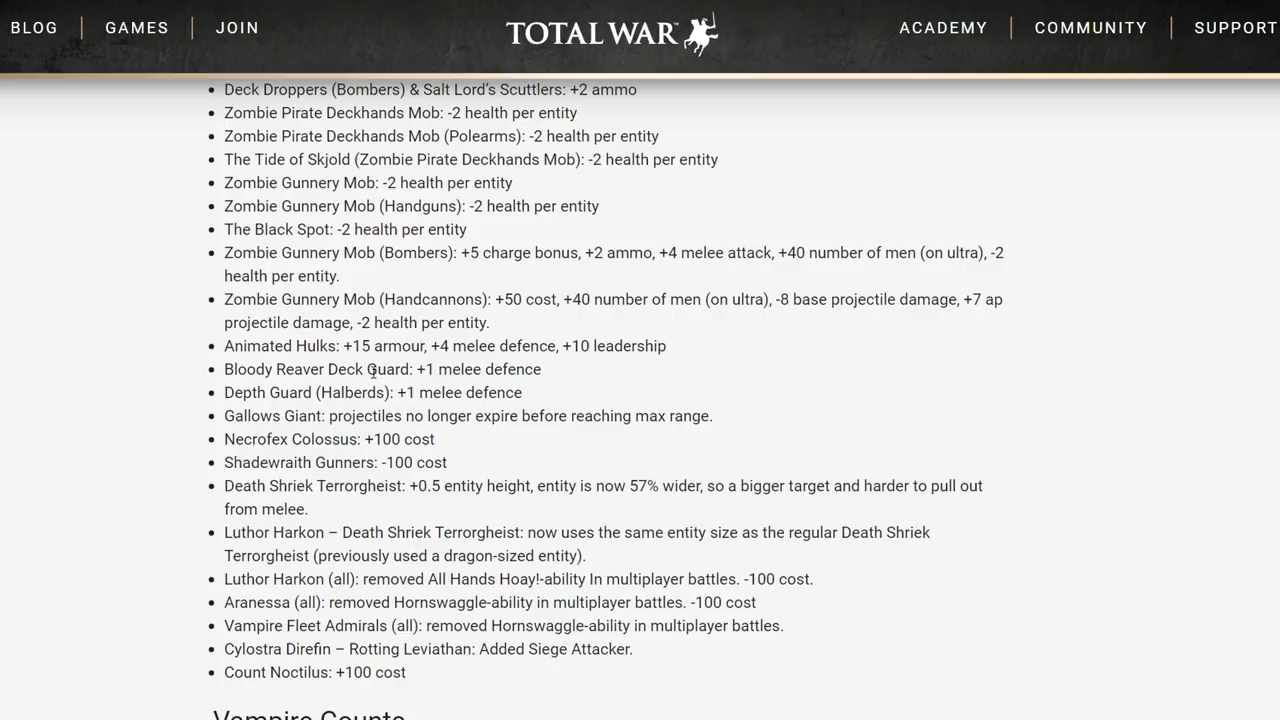 BLOG GAMES JOIN TOTAL WAR™ ACADEMY COMMUNITY SUPPORT
Deck Droppers (Bombers) & Salt Lord's Scuttlers: +2 ammo
Zombie Pirate Deckhands Mob: -2 health per entity
Zombie Pirate Deckhands Mob (Polearms): -2 health per entity
The Tide of Skjold (Zombie Pirate Deckhands Mob): -2 health per entity
Zombie Gunnery Mob: -2 health per entity
Zombie Gunnery Mob (Handguns): -2 health per entity
The Black Spot: -2 health per entity
Zombie Gunnery Mob (Bombers): +5 charge bonus, +2 ammo, +4 melee attack, +40 number of men (on ultra), -2
health per entity.
Zombie Gunnery Mob (Handcannons): +50 cost, +40 number of men (on ultra), -8 base projectile damage, +7 ap
projectile damage, -2 health per entity.
Animated Hulks: +15 armour, +4 melee defence, +10 leadership
Bloody Reaver Deck Guard: +1 melee defence
Depth Guard (Halberds): +1 melee defence
Gallows Giant: projectiles no longer expire before reaching max range.
Necrofex Colossus: +100 cost
Shadewraith Gunners: -100 cost
Death Shriek Terrorgheist: +0.5 entity height, entity is now 57% wider, so a bigger target and harder to pull out
from melee.
Luthor Harkon – Death Shriek Terrorgheist: now uses the same entity size as the regular Death Shriek
Terrorgheist (previously used a dragon-sized entity).
Luthor Harkon (all): removed All Hands Hoay!-ability In multiplayer battles. -100 cost.
Aranessa (all): removed Hornswaggle-ability in multiplayer battles. -100 cost
Vampire Fleet Admirals (all): removed Hornswaggle-ability in multiplayer battles.
Cylostra Direfin – Rotting Leviathan: Added Siege Attacker.
Count Noctilus: +100 cost
Vampire Counts